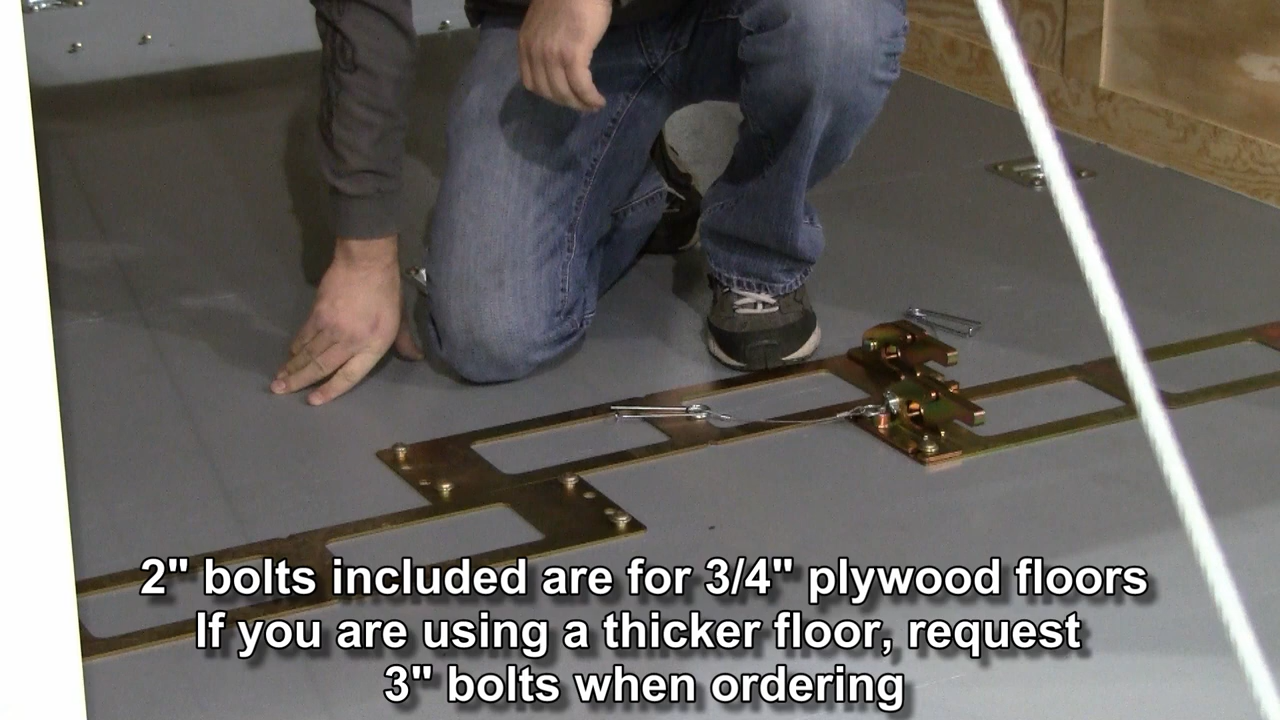 2" bolts included are for 3/4" plywood floors
If you are using a thicker floor, request
3" bolts when ordering